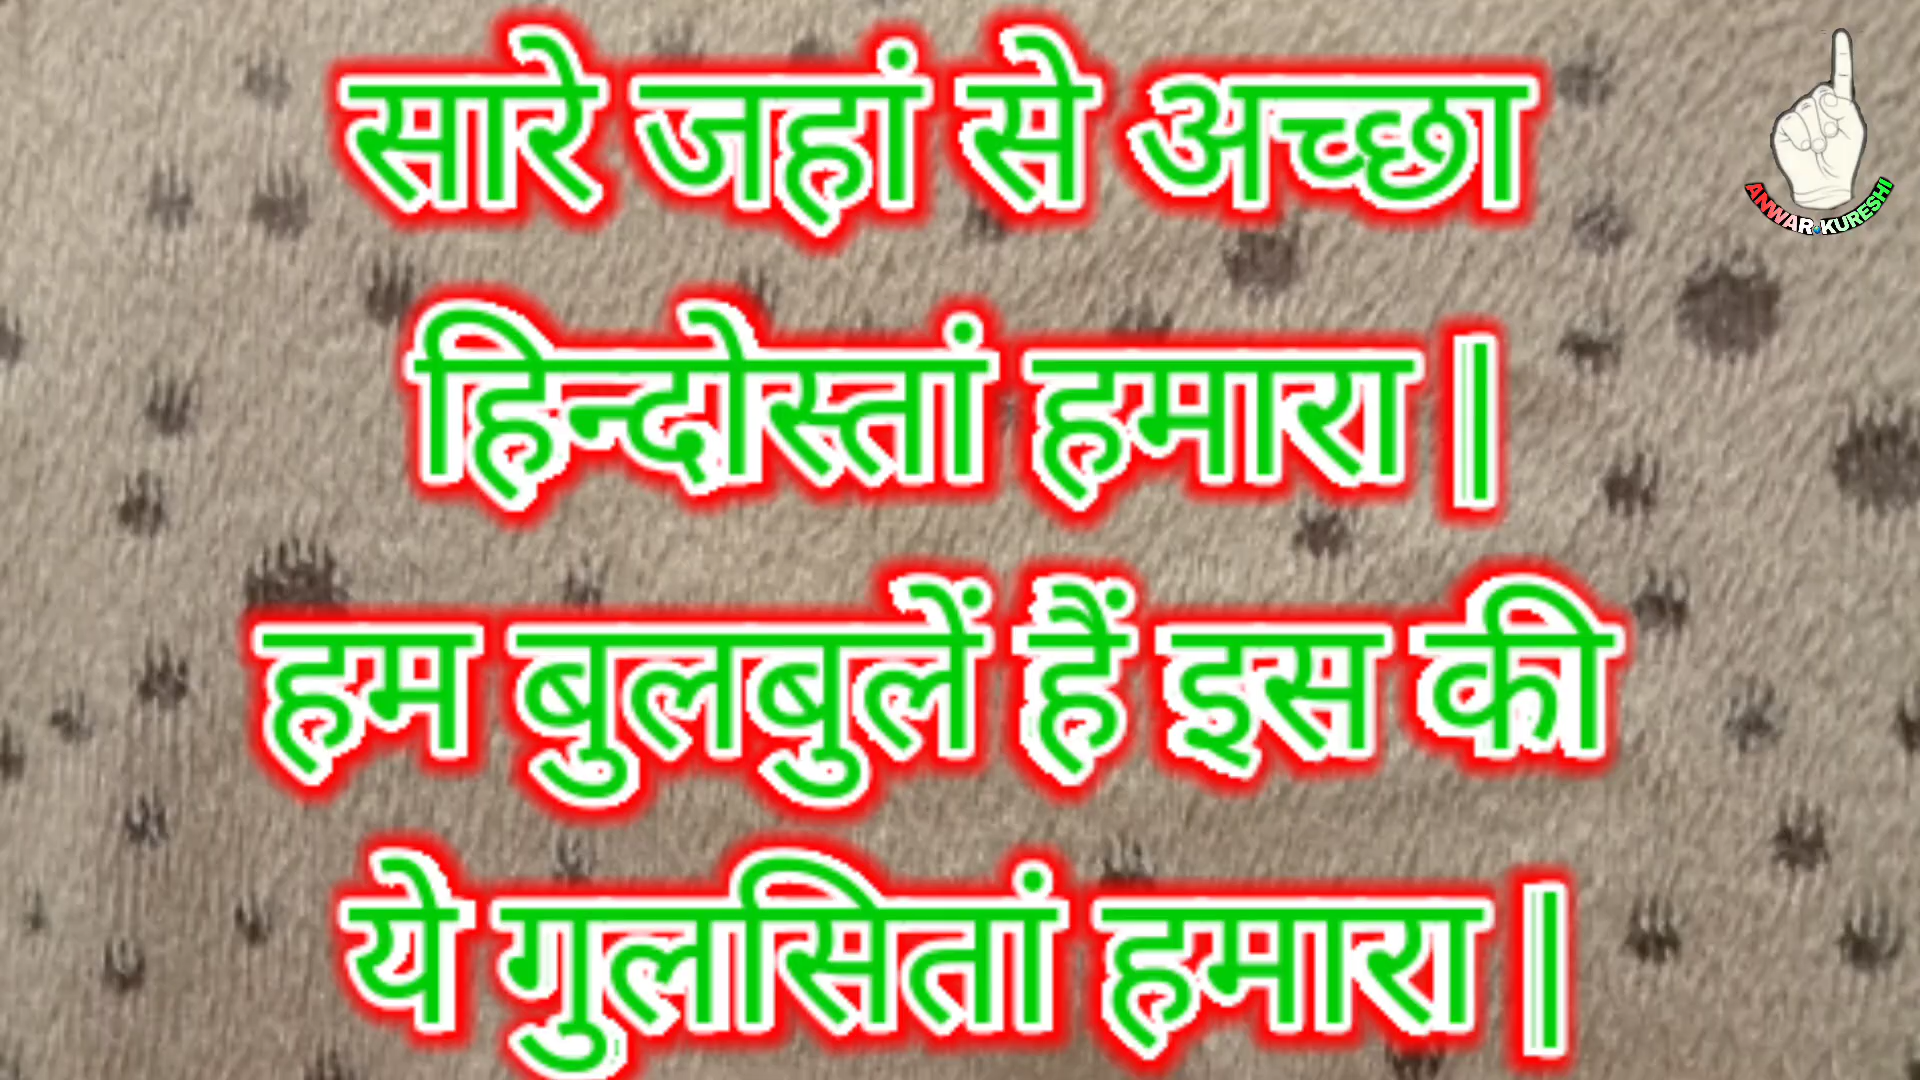 सारे जहां से अच्छा
हिन्दोस्तां हमारा |
हम बुलबुलें हैं इस की
ये गुलसितां हमारा |
ANWAR KURESHI